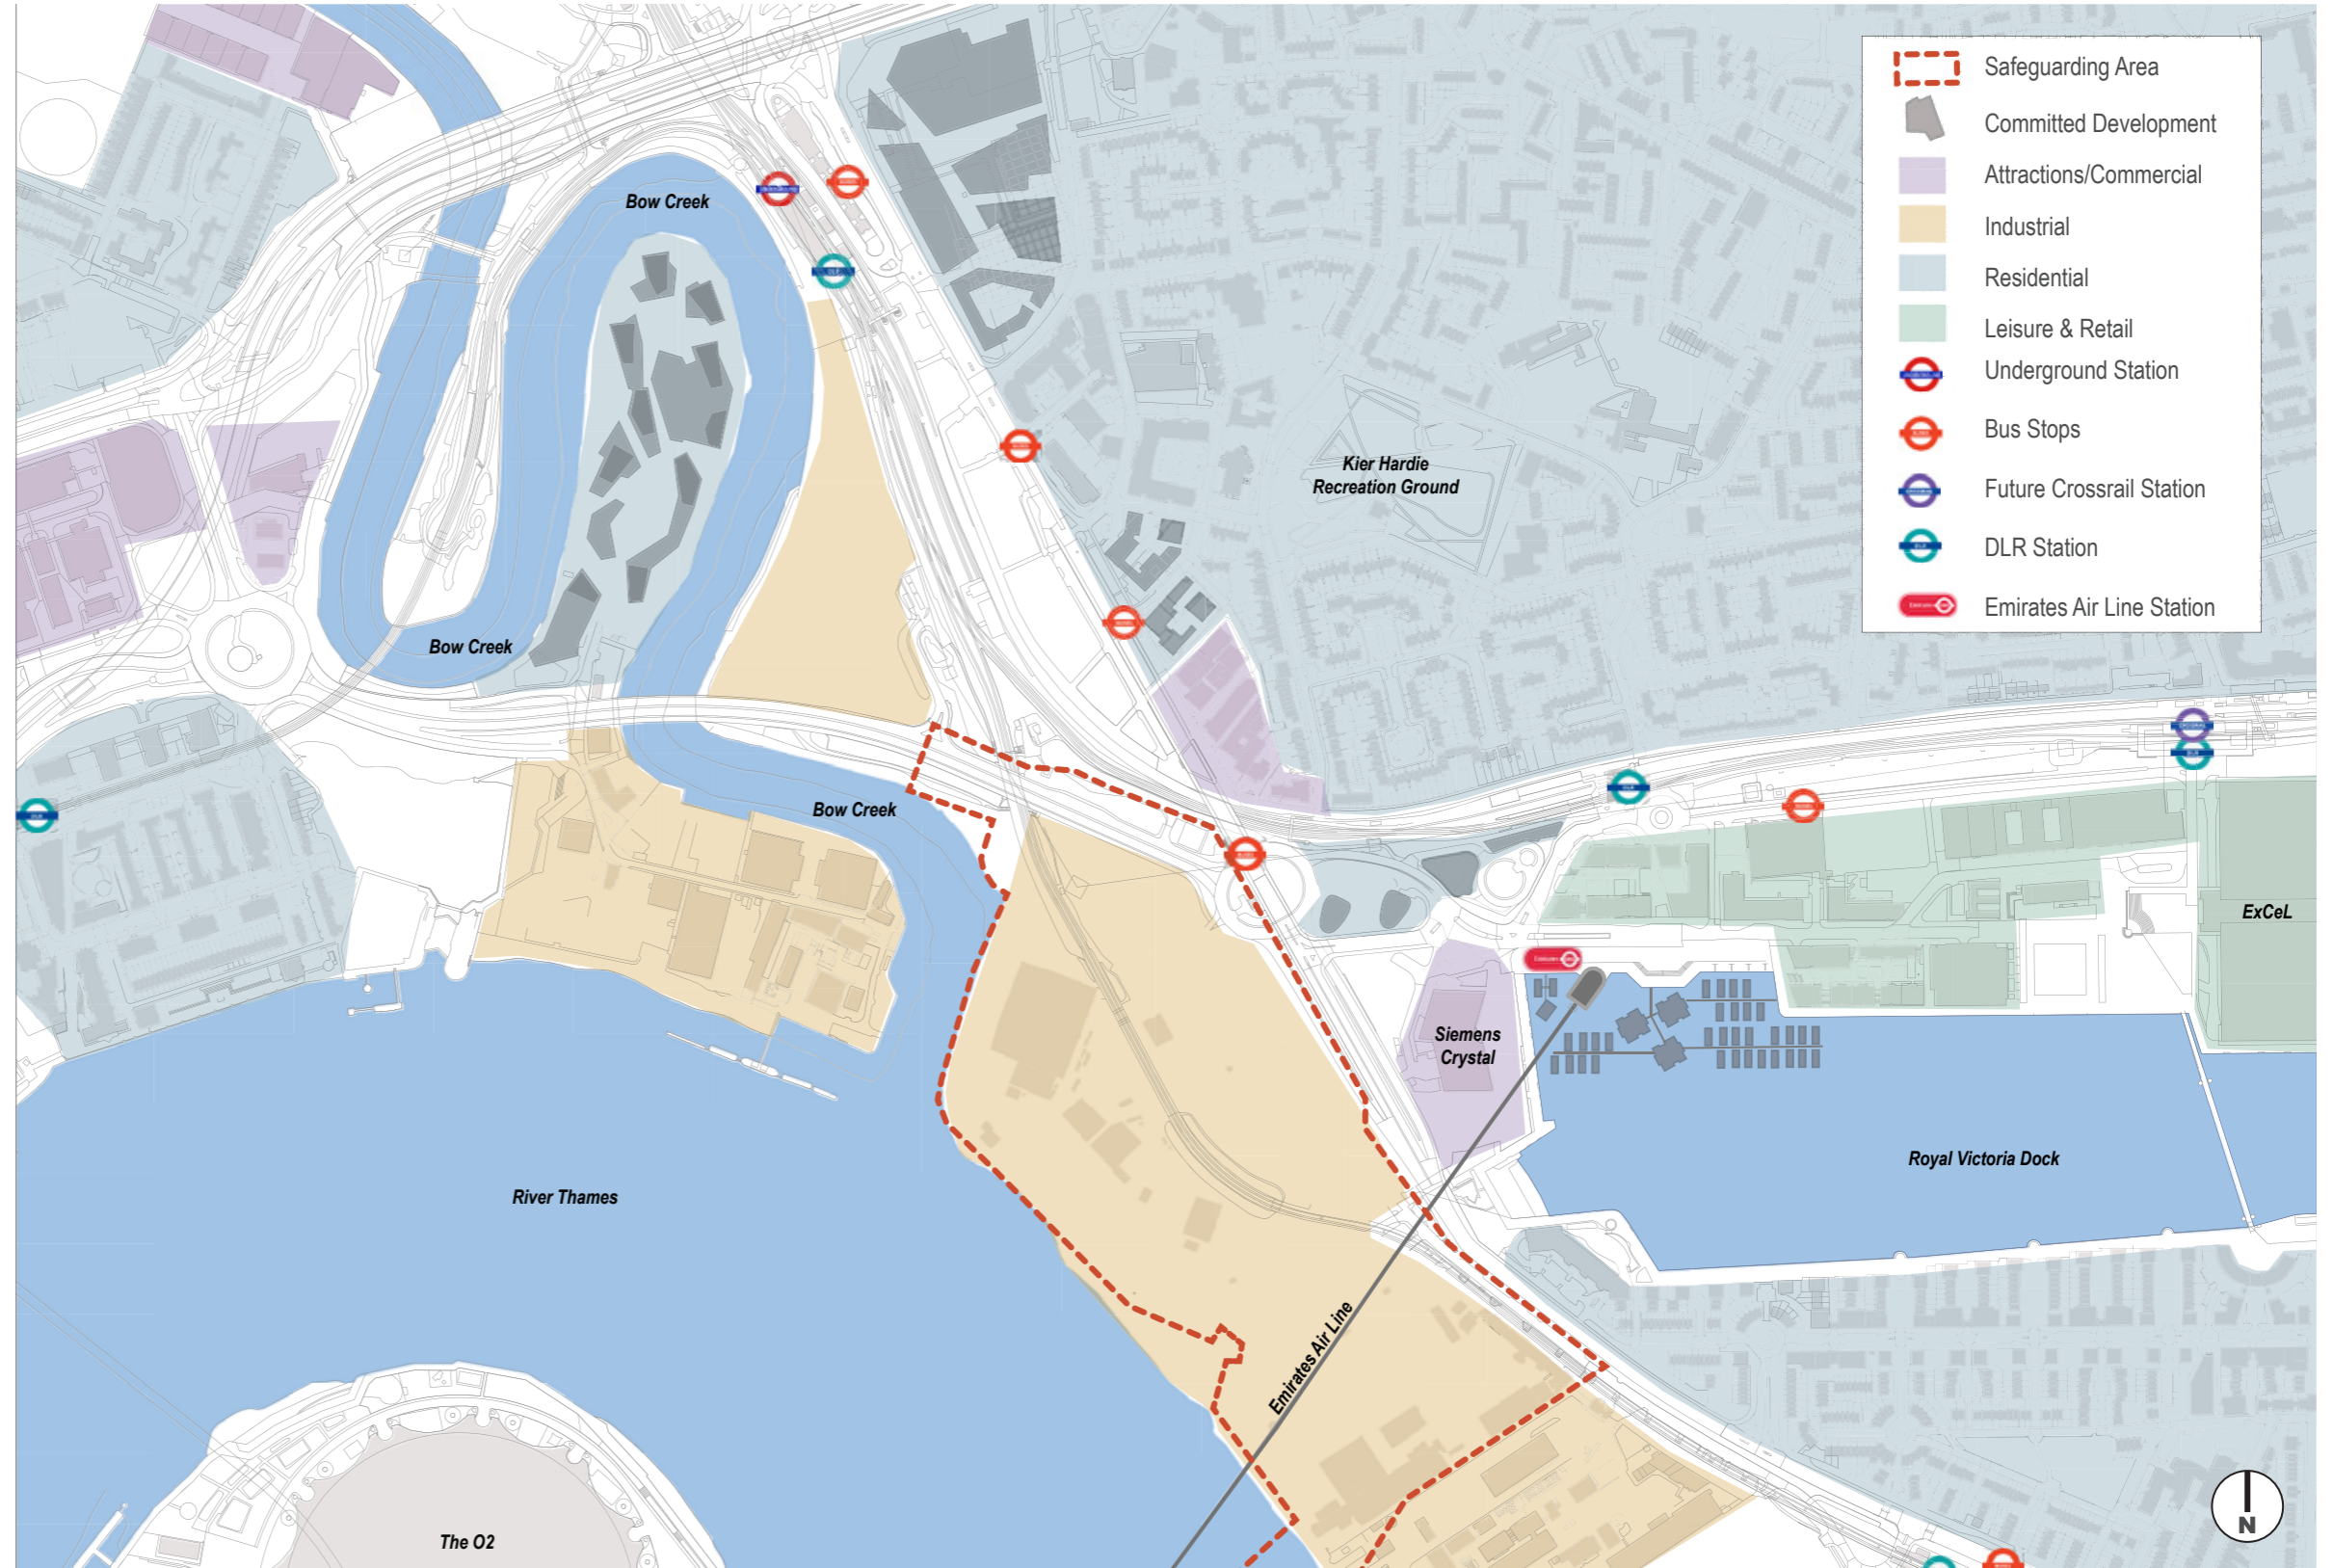 Safeguarding Area
Committed Development
Attractions/Commercial
Industrial
Residential
Leisure & Retail
Underground Station
Bus Stops
Future Crossrail Station
DLR Station
Emirates Air Line Station
Bow Creek
Kier Hardie
Recreation Ground
Bow Creek
Bow Creek
ExCeL
Siemens
Crystal
Royal Victoria Dock
River Thames
Emirates Air Line
The O2
N